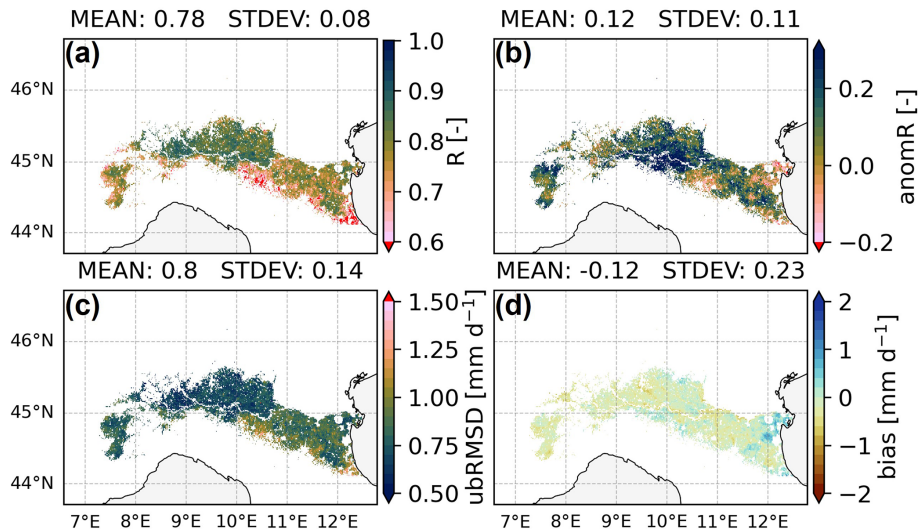 MEAN: 0.78 STDEV: 0.08
MEAN: 0.12 STDEV: 0.11
(a)
46°N
45°N
44°N
1.0
0.9
0.8
0.7
0.6
R [-]
(b)
0.2
0.0
−0.2
anomR [-]
MEAN: 0.8 STDEV: 0.14
MEAN: -0.12 STDEV: 0.23
(c)
46°N
45°N
44°N
7°E 8°E 9°E 10°E 11°E 12°E
1.50
1.25
1.00
0.75
0.50
ubRMSD [mm d⁻¹]
(d)
7°E 8°E 9°E 10°E 11°E 12°E
2
1
0
−1
−2
bias [mm d⁻¹]